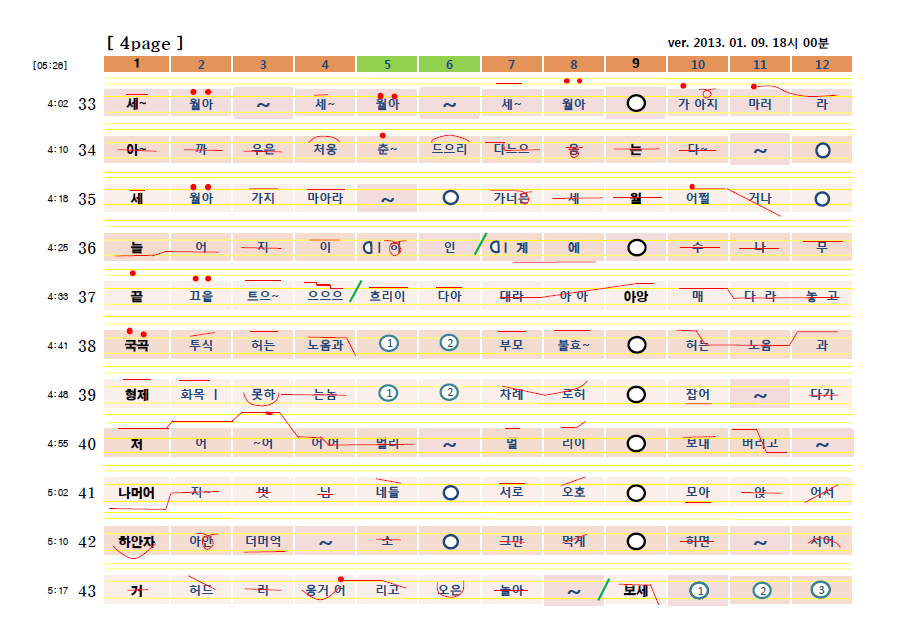 [ 4page ] ver. 2013. 01. 09. 18시 00분
[05:26] 1 2 3 4 5 6 7 8 9 10 11 12
4:02 33 세~ 월아 ~ 세~ 월아 ~ 세~ 월아 ○ 가 아지 마러 라
4:10 34 아~ 까 우은 처웅 춘~ 드으리 다느으 을 는 다~ ~ ○
4:18 35 세 월아 가지 마아라 ~ ○ 가너은 세 월 어쩔 거나 ○
4:25 36 늘 어 지 이 ㅣ 하 인 / ㅣ 계 에 ○ 수 나 무
4:33 37 끝 끄을 트으~ 으으으 / 흐리이 다아 대라 아 아 아앙 매 다 라 놓 고
4:41 38 국곡 투식 허는 노옴과 ① ② 부모 불효~ ○ 허는 노옴 과
4:48 39 형제 화목 ㅣ 못하 는놈 ① ② 차례 로허 ○ 잡어 ~ 다가
4:55 40 저 어 ~어 어 어 멀리 ~ 멀 리이 ○ 보내 버리고 ~
5:02 41 나머어 지~ 벗 님 네들 ○ 서로 오호 ○ 모아 앉 어서
5:10 42 하안자 아안 더머억 ~ 소 ○ 그만 먹게 ○ 하면 ~ 서어
5:17 43 거 허드 러 웅거 어 리고 오은 놀아 ~ / 보세 ① ② ③